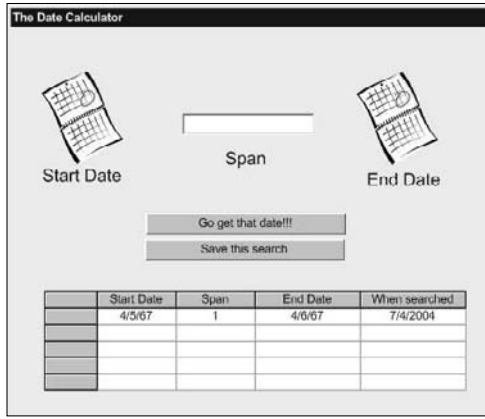 The Date Calculator
Start Date
Span
End Date
Go get that date!!!
Save this search
Start Date Span End Date When searched
4/5/67 1 4/6/67 7/4/2004